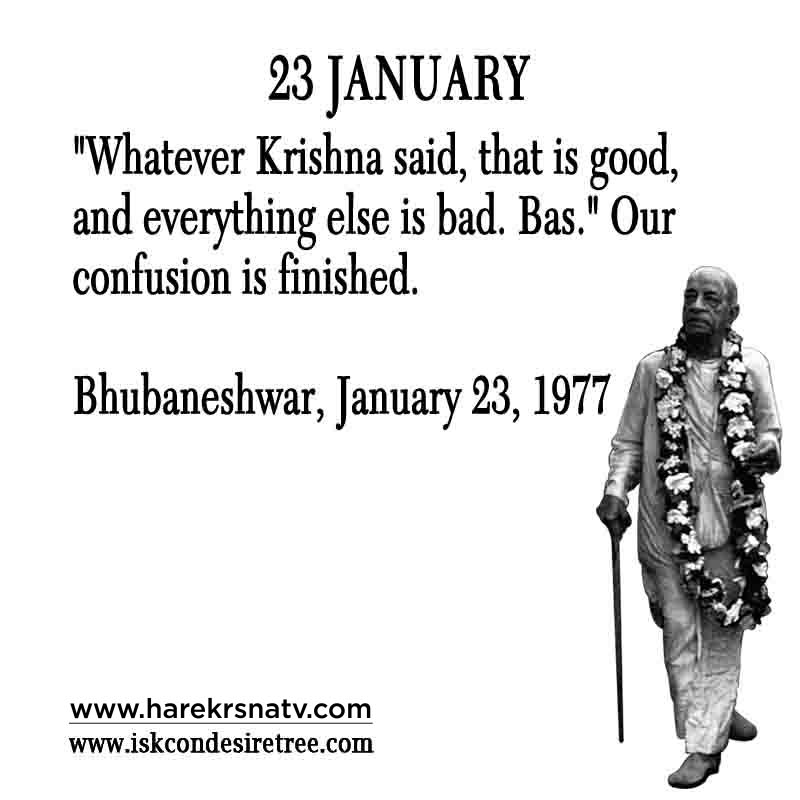 23 JANUARY
"Whatever Krishna said, that is good,
and everything else is bad. Bas." Our
confusion is finished.
Bhubaneshwar, January 23, 1977
www.harekrsnatv.com
www.iskcondesiretree.com